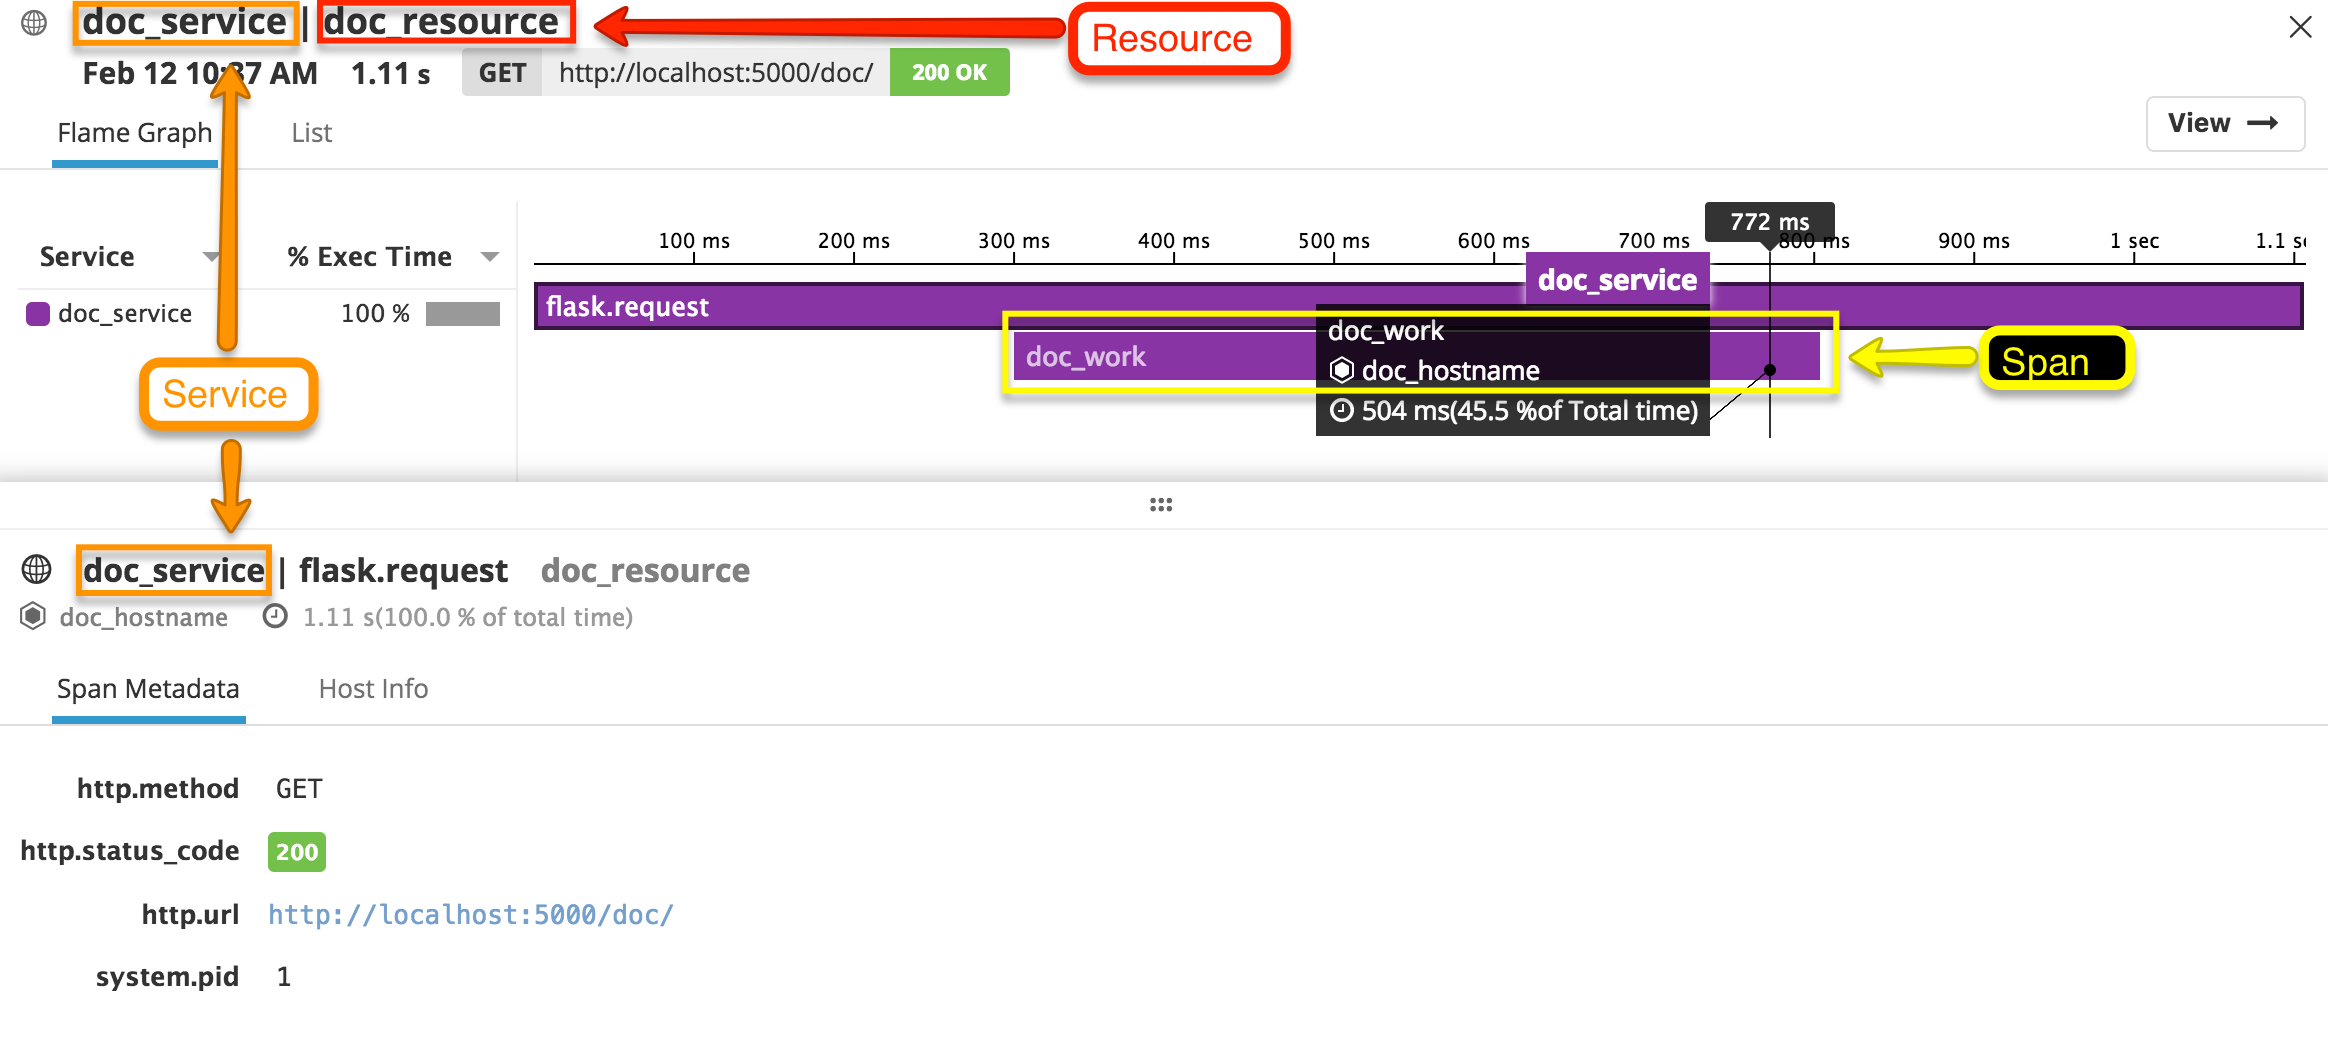 doc_service | doc_resource
Resource
Feb 12 10:37 AM 1.11 s GET http://localhost:5000/doc/ 200 OK
Flame Graph List
View
Service % Exec Time
772 ms
100 ms 200 ms 300 ms 400 ms 500 ms 600 ms 700 ms 800 ms 900 ms 1 sec 1.1 s
doc_service 100 %
doc_service
flask.request
doc_work
doc_work
doc_hostname
504 ms(45.5 %of Total time)
Span
Service
doc_service | flask.request doc_resource
doc_hostname 1.11 s(100.0 % of total time)
Span Metadata Host Info
http.method GET
http.status_code 200
http.url http://localhost:5000/doc/
system.pid 1